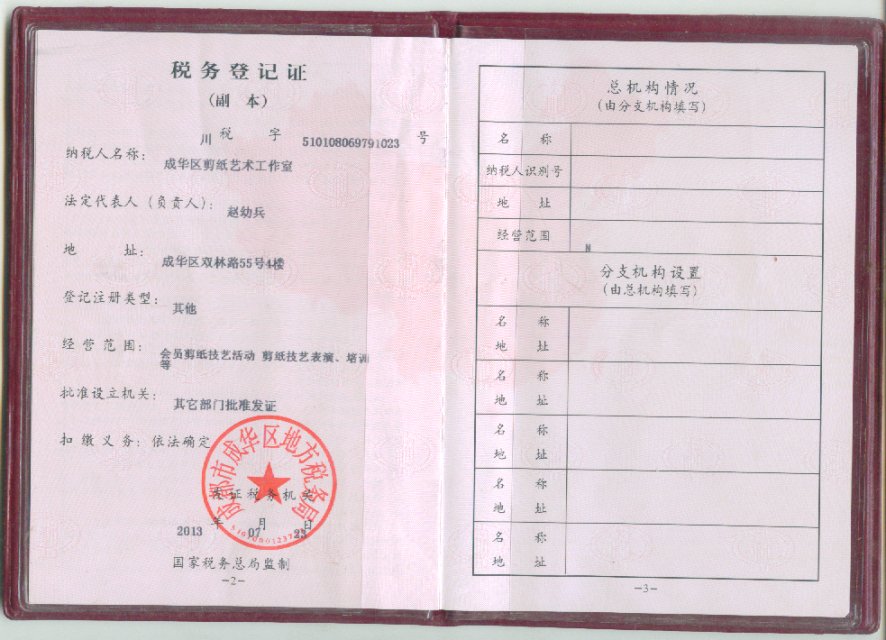 税务登记证
（副 本）
川 税 字 510108069791023 号
纳税人名称： 成华区剪纸艺术工作室
法定代表人（负责人）： 赵幼兵
地 址： 成华区双林路55号4楼
登记注册类型： 其他
经营范围： 会员剪纸技艺活动 剪纸技艺表演、培训
等
批准设立机关： 其它部门批准发证
扣缴义务：依法确定
成都市成华区地方税务局
发证税务机关
2013 年 07 月 23 日
国家税务总局监制
-2-
总机构情况
（由分支机构填写）
名 称
纳税人识别号
地 址
经营范围
N
分支机构设置
（由总机构填写）
名 称
地 址
名 称
地 址
名 称
地 址
名 称
地 址
名 称
地 址
-3-